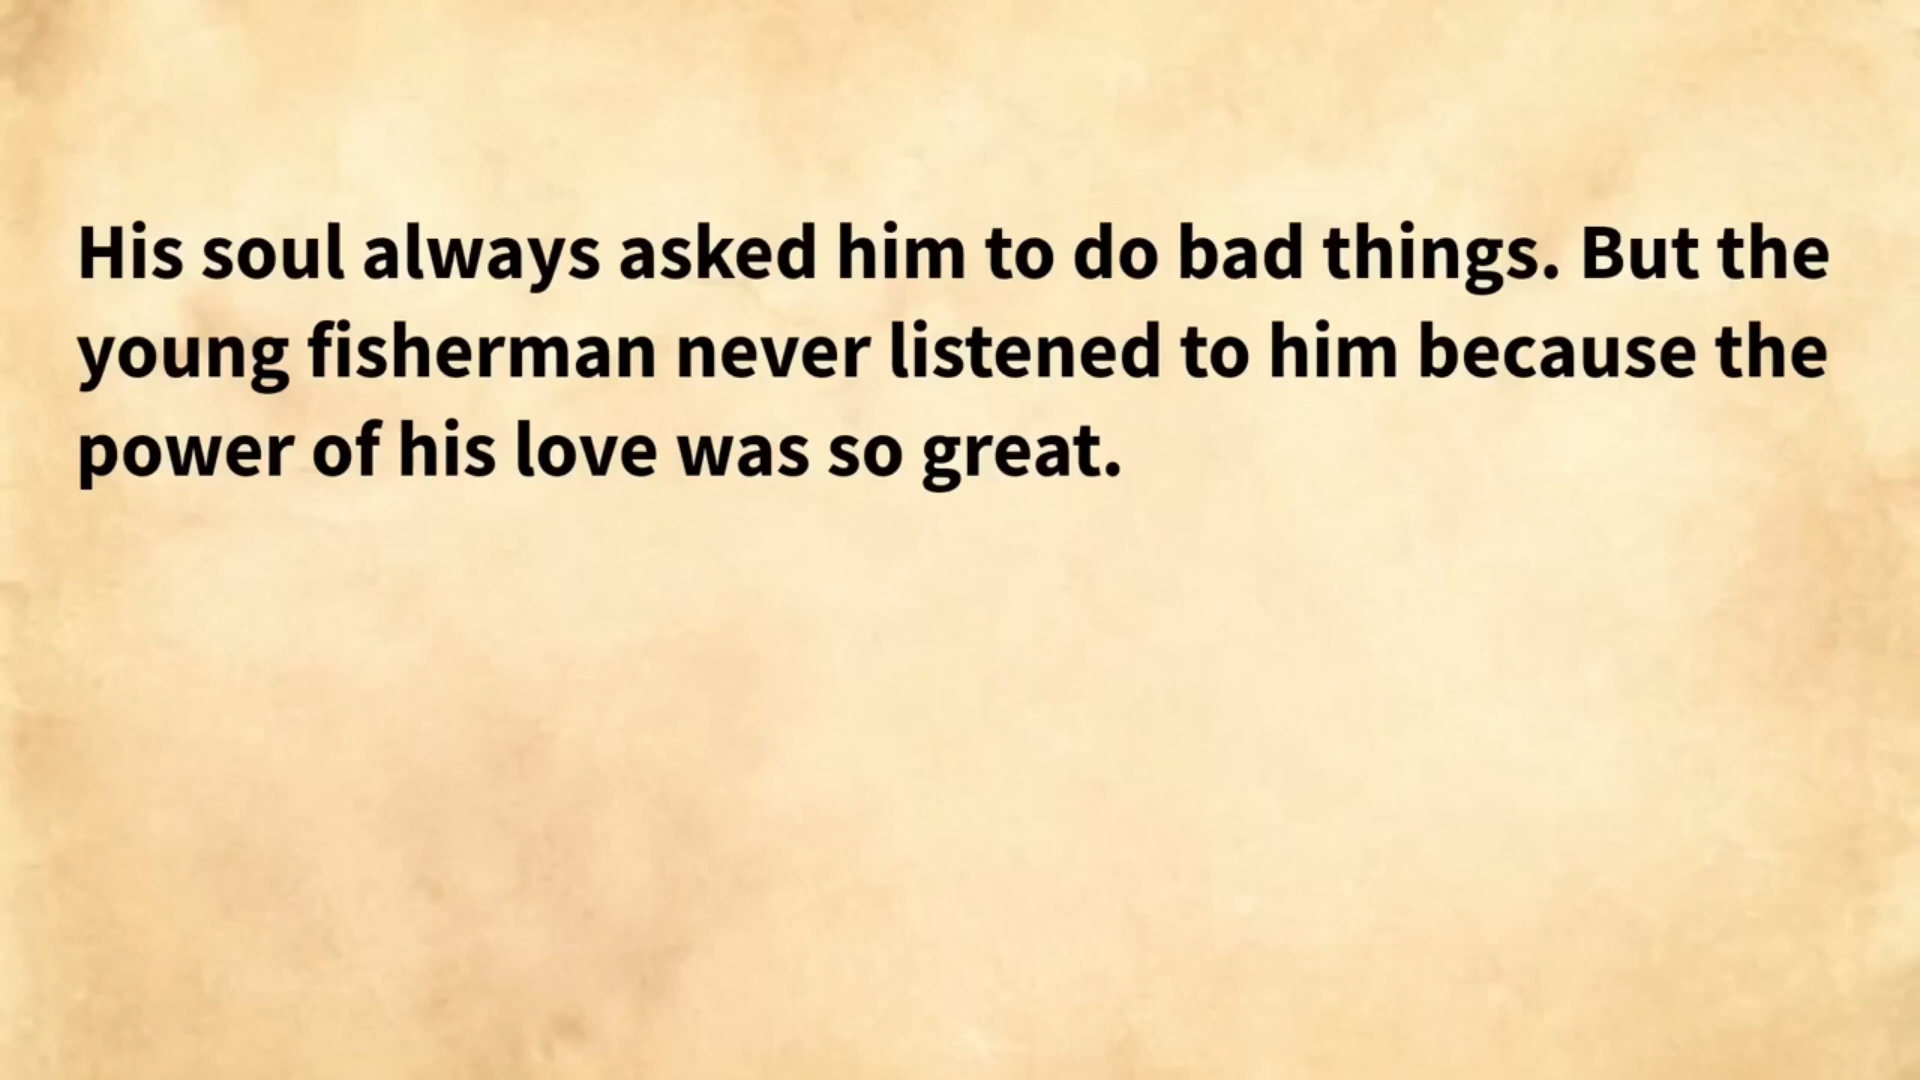 His soul always asked him to do bad things. But the
young fisherman never listened to him because the
power of his love was so great.